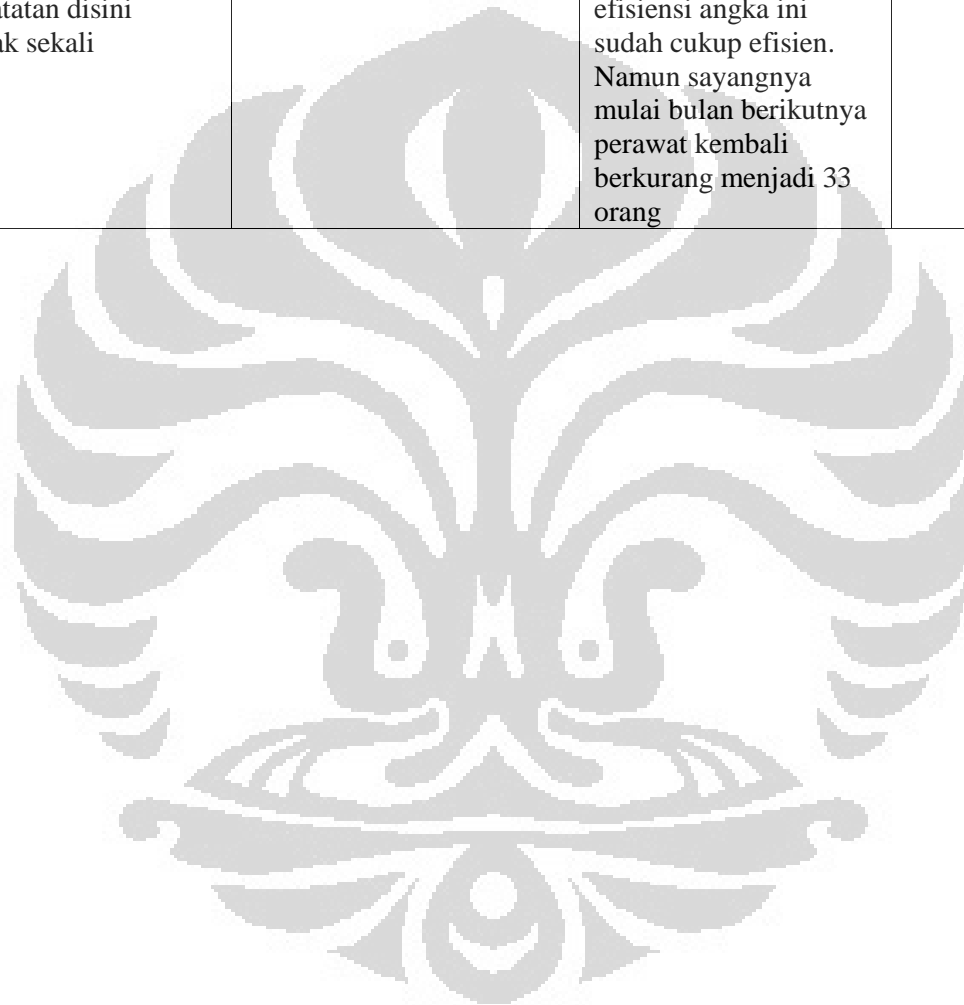 atatan disini
ak sekali
efisiensi angka ini
sudah cukup efisien.
Namun sayangnya
mulai bulan berikutnya
perawat kembali
berkurang menjadi 33
orang